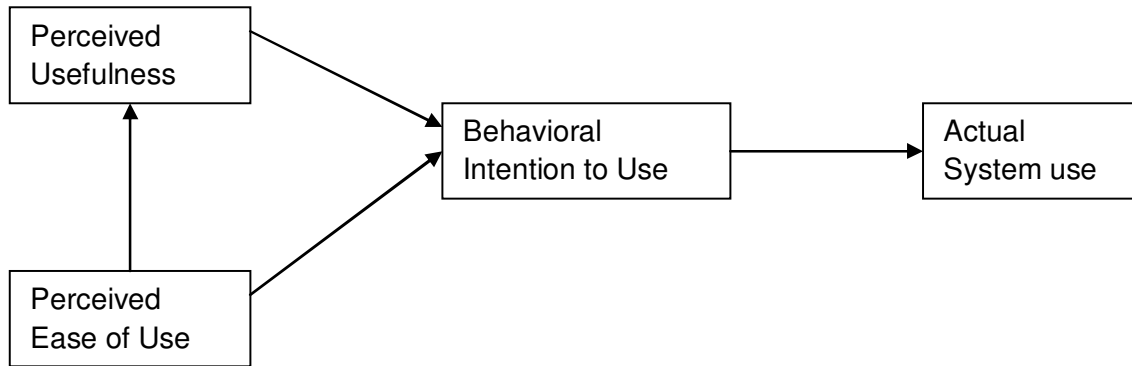 Perceived
Usefulness
Behavioral
Intention to Use
Actual
System use
Perceived
Ease of Use